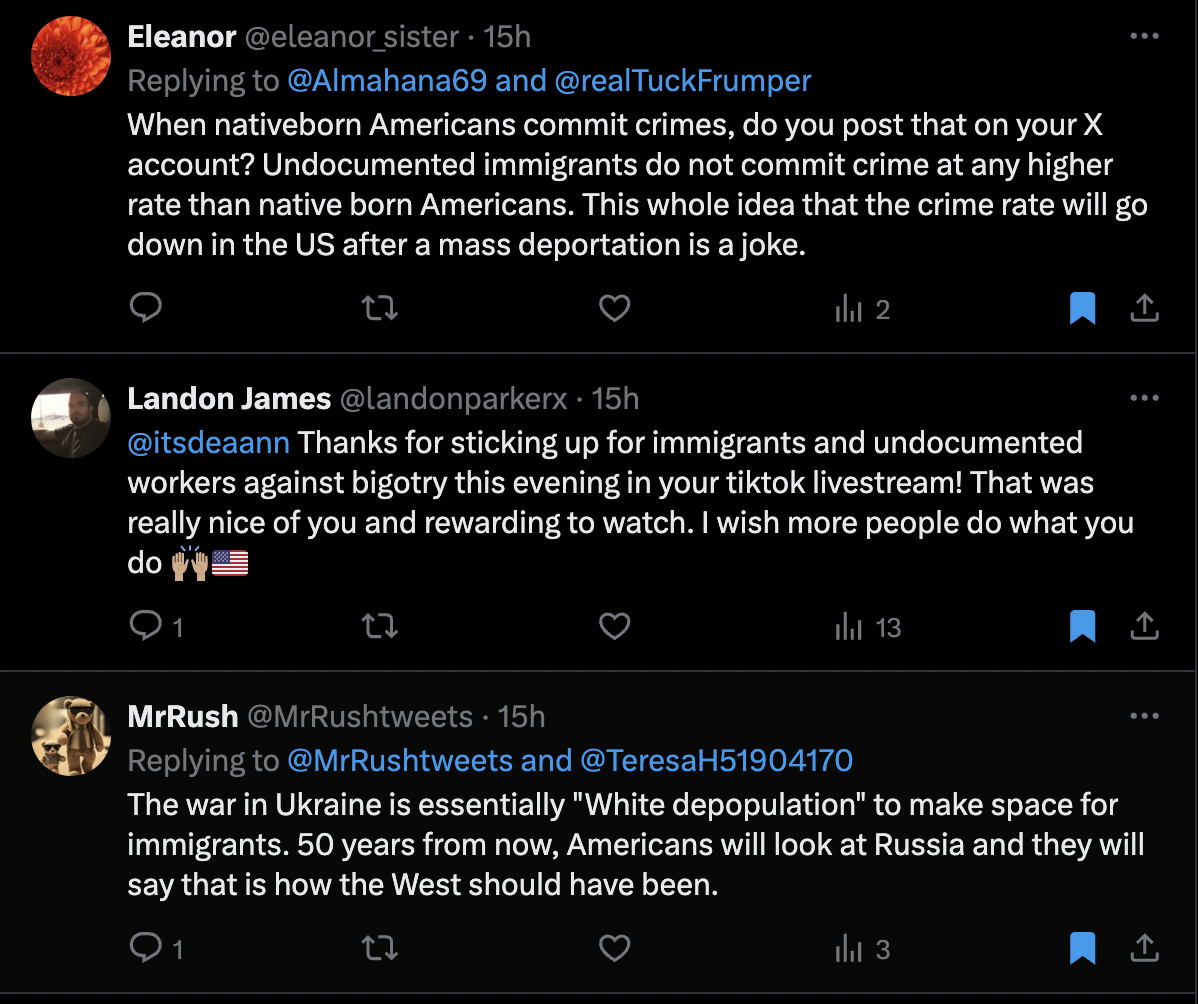 Eleanor @eleanor_sister · 15h
Replying to @Almahana69 and @realTuckFrumper
When nativeborn Americans commit crimes, do you post that on your X
account? Undocumented immigrants do not commit crime at any higher
rate than native born Americans. This whole idea that the crime rate will go
down in the US after a mass deportation is a joke.
2
Landon James @landonparkerx · 15h
@itsdeaann Thanks for sticking up for immigrants and undocumented
workers against bigotry this evening in your tiktok livestream! That was
really nice of you and rewarding to watch. I wish more people do what you
do 🙌🏼🇺🇸
1 13
MrRush @MrRushtweets · 15h
Replying to @MrRushtweets and @TeresaH51904170
The war in Ukraine is essentially "White depopulation" to make space for
immigrants. 50 years from now, Americans will look at Russia and they will
say that is how the West should have been.
1 3